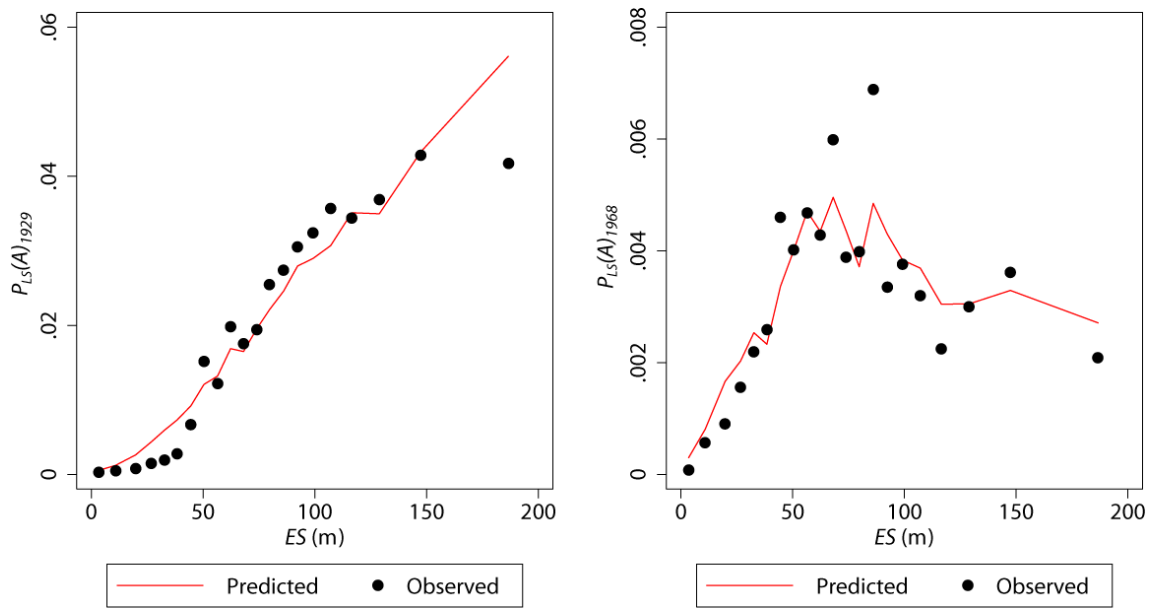 .06
.04
.02
0
P_LS(A)_1929
0 50 100 150 200
ES (m)
Predicted Observed
.008
.006
.004
.002
0
P_LS(A)_1968
0 50 100 150 200
ES (m)
Predicted Observed